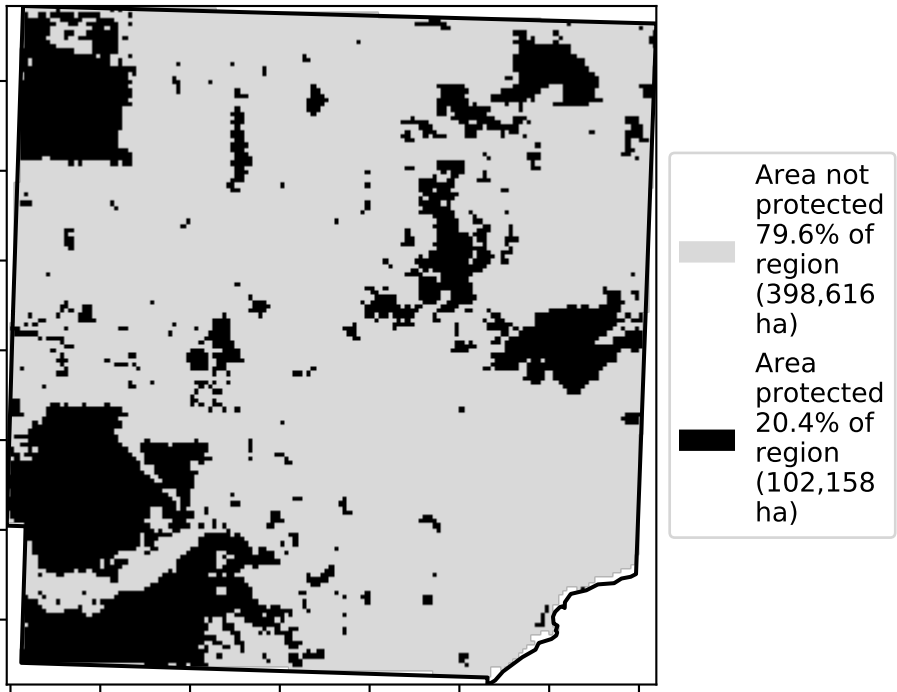 Area not
protected
79.6% of
region
(398,616
ha)
Area
protected
20.4% of
region
(102,158
ha)